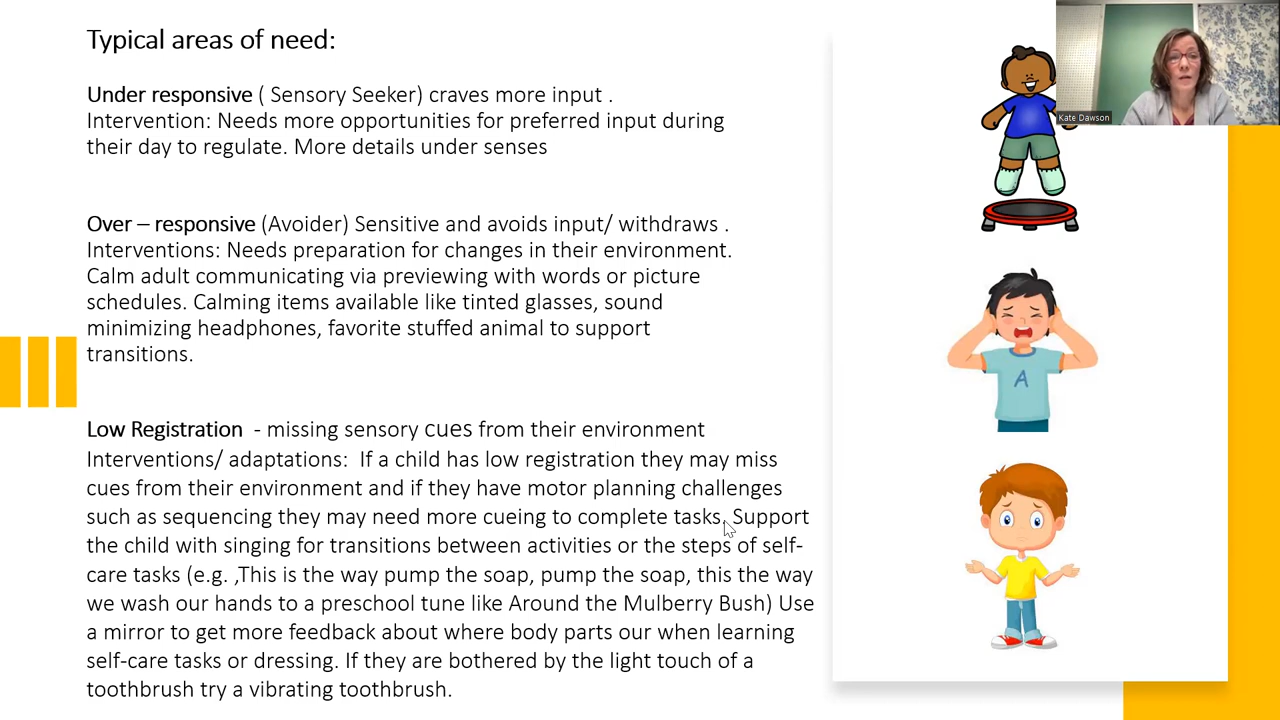 Typical areas of need:
Under responsive ( Sensory Seeker) craves more input .
Intervention: Needs more opportunities for preferred input during
their day to regulate. More details under senses
Over – responsive (Avoider) Sensitive and avoids input/ withdraws .
Interventions: Needs preparation for changes in their environment.
Calm adult communicating via previewing with words or picture
schedules. Calming items available like tinted glasses, sound
minimizing headphones, favorite stuffed animal to support
transitions.
Low Registration - missing sensory cues from their environment
Interventions/ adaptations: If a child has low registration they may miss
cues from their environment and if they have motor planning challenges
such as sequencing they may need more cueing to complete tasks. Support
the child with singing for transitions between activities or the steps of self-
care tasks (e.g. ,This is the way pump the soap, pump the soap, this the way
we wash our hands to a preschool tune like Around the Mulberry Bush) Use
a mirror to get more feedback about where body parts our when learning
self-care tasks or dressing. If they are bothered by the light touch of a
toothbrush try a vibrating toothbrush.
Kate Dawson
A